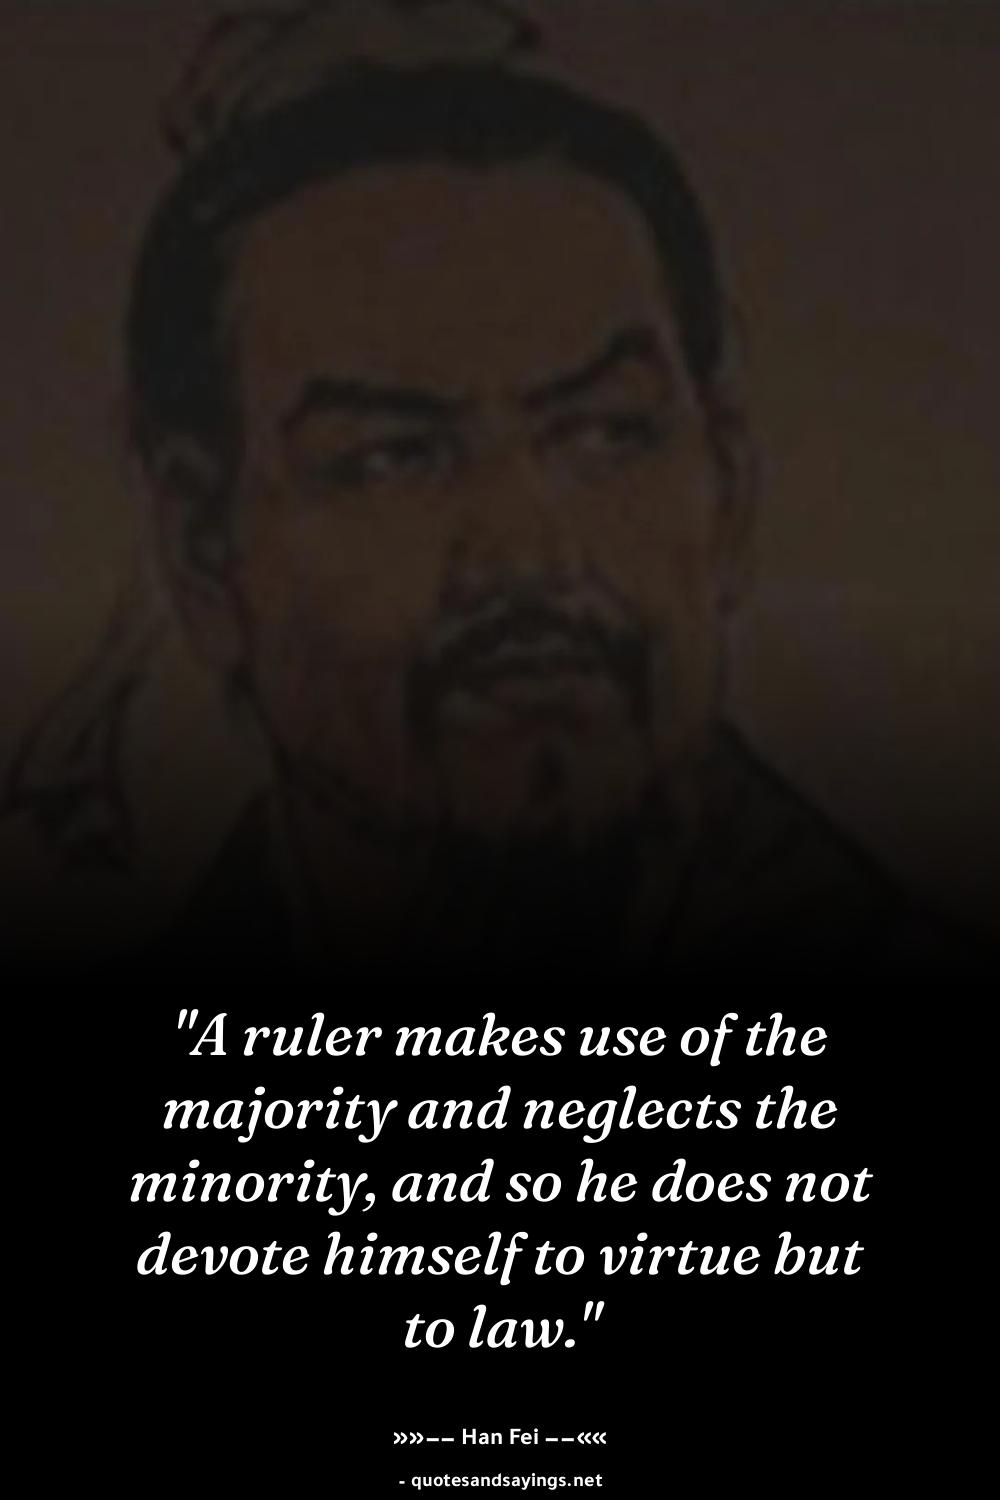 "A ruler makes use of the
majority and neglects the
minority, and so he does not
devote himself to virtue but
to law."
»»−− Han Fei −−««
- quotesandsayings.net